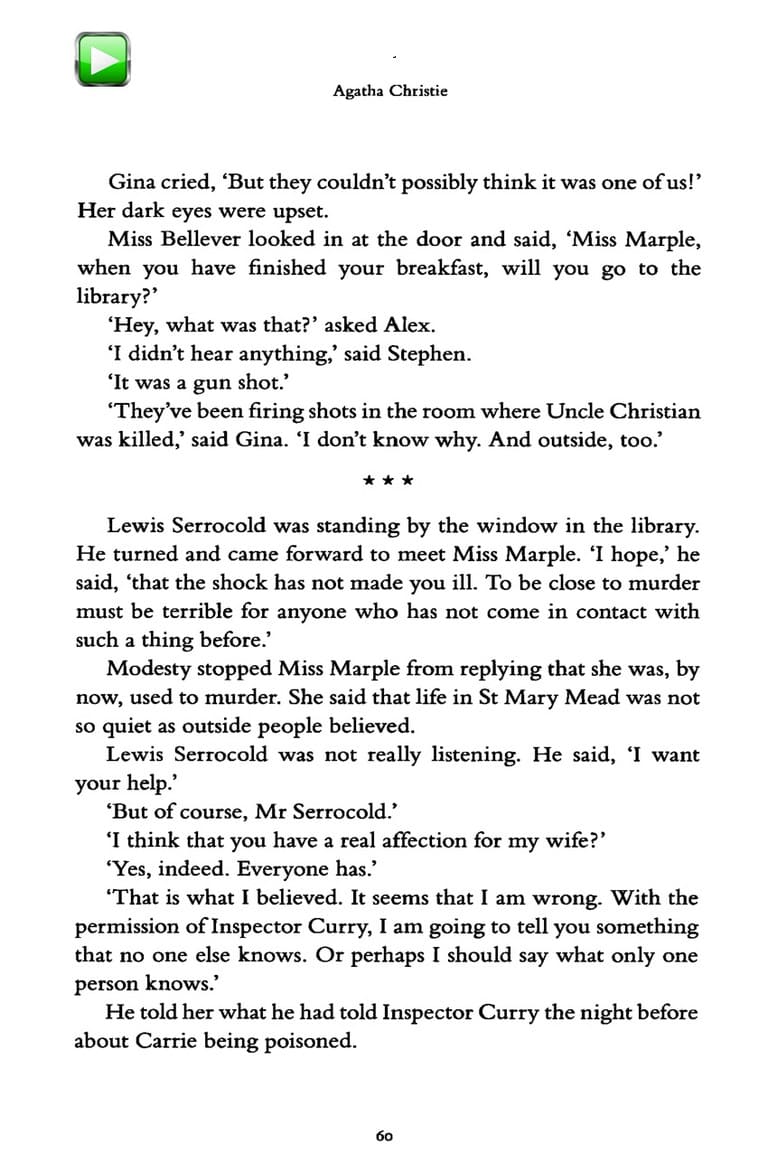 Agatha Christie
Gina cried, ‘But they couldn’t possibly think it was one of us!’
Her dark eyes were upset.
Miss Bellever looked in at the door and said, ‘Miss Marple,
when you have finished your breakfast, will you go to the
library?’
‘Hey, what was that?’ asked Alex.
‘I didn’t hear anything,’ said Stephen.
‘It was a gun shot.’
‘They’ve been firing shots in the room where Uncle Christian
was killed,’ said Gina. ‘I don’t know why. And outside, too.’
★ ★ ★
Lewis Serrocold was standing by the window in the library.
He turned and came forward to meet Miss Marple. ‘I hope,’ he
said, ‘that the shock has not made you ill. To be close to murder
must be terrible for anyone who has not come in contact with
such a thing before.’
Modesty stopped Miss Marple from replying that she was, by
now, used to murder. She said that life in St Mary Mead was not
so quiet as outside people believed.
Lewis Serrocold was not really listening. He said, ‘I want
your help.’
‘But of course, Mr Serrocold.’
‘I think that you have a real affection for my wife?’
‘Yes, indeed. Everyone has.’
‘That is what I believed. It seems that I am wrong. With the
permission of Inspector Curry, I am going to tell you something
that no one else knows. Or perhaps I should say what only one
person knows.’
He told her what he had told Inspector Curry the night before
about Carrie being poisoned.
60